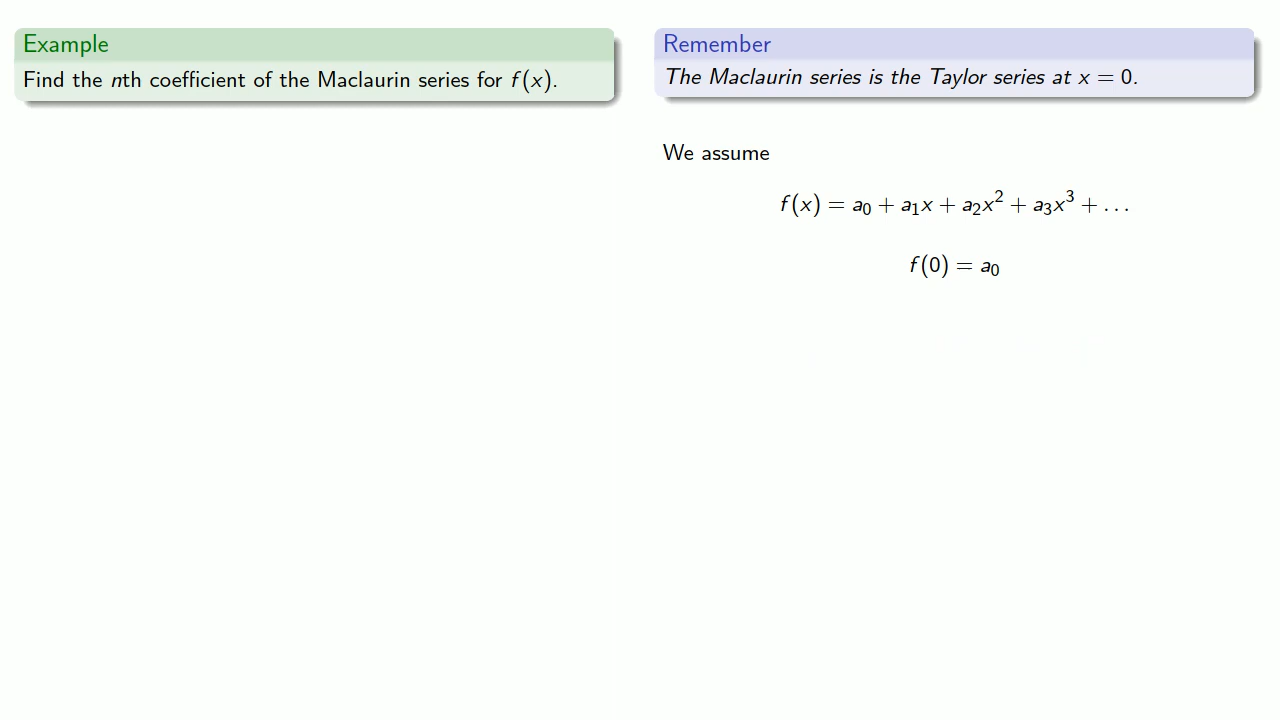 Example
Find the nth coefficient of the Maclaurin series for f(x).
Remember
The Maclaurin series is the Taylor series at x = 0.
We assume
f(x) = a₀ + a₁x + a₂x² + a₃x³ + ...
f(0) = a₀